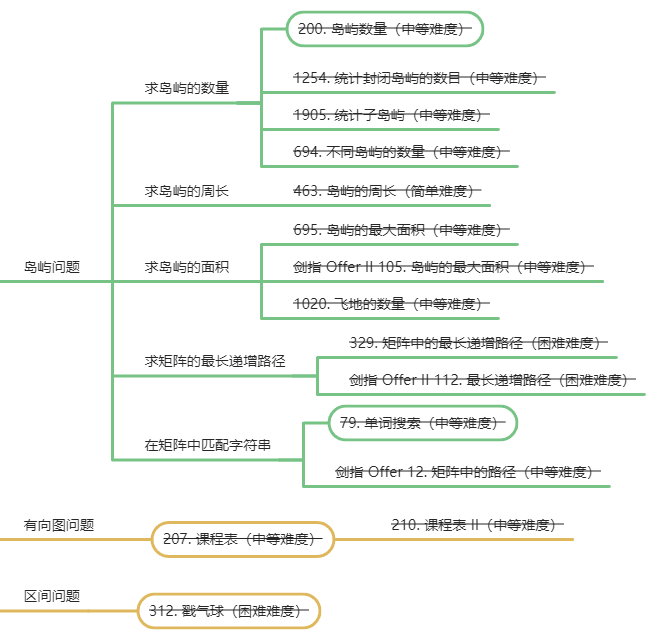 200. 岛屿数量（中等难度）
求岛屿的数量
1254. 统计封闭岛屿的数目（中等难度）
1905. 统计子岛屿（中等难度）
694. 不同岛屿的数量（中等难度）
求岛屿的周长
463. 岛屿的周长（简单难度）
695. 岛屿的最大面积（中等难度）
岛屿问题
求岛屿的面积
剑指 Offer II 105. 岛屿的最大面积（中等难度）
1020. 飞地的数量（中等难度）
329. 矩阵中的最长递增路径（困难难度）
求矩阵的最长递增路径
剑指 Offer II 112. 最长递增路径（困难难度）
79. 单词搜索（中等难度）
在矩阵中匹配字符串
剑指 Offer 12. 矩阵中的路径（中等难度）
有向图问题
207. 课程表（中等难度）
210. 课程表 II（中等难度）
区间问题
312. 戳气球（困难难度）